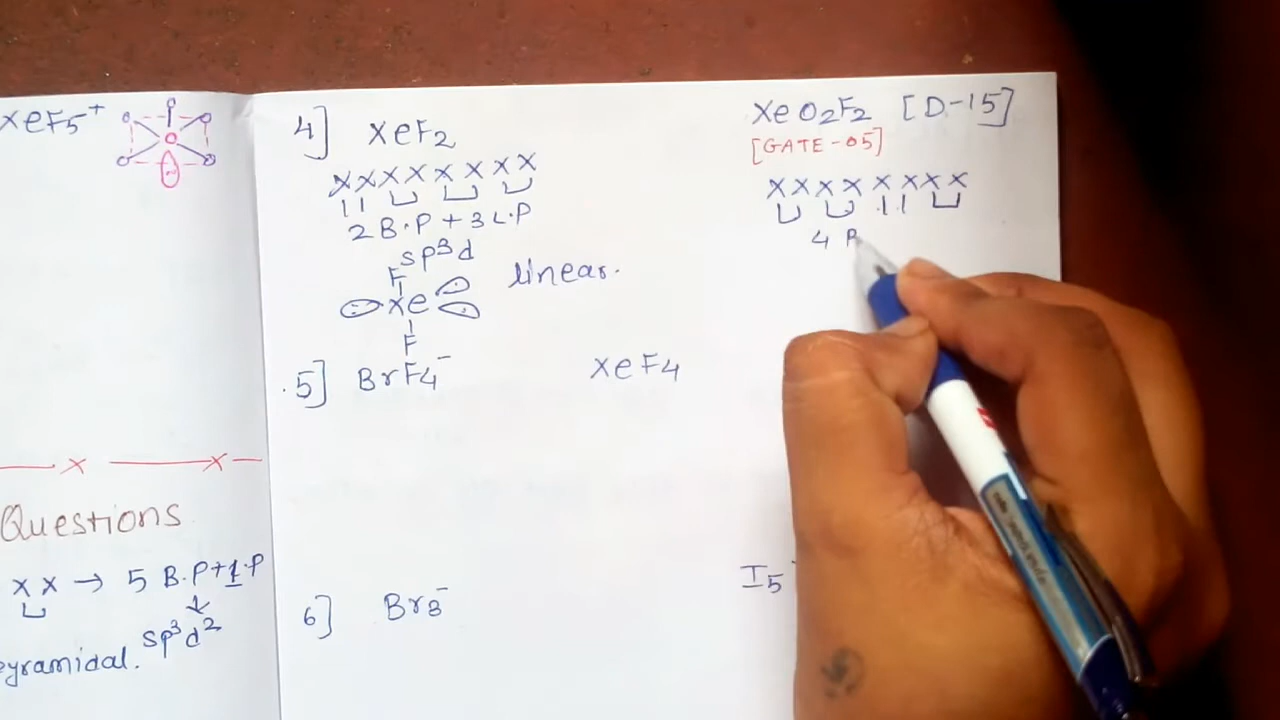 XeF5+
4] XeF2
XXXXXXXX
2 B.P + 3 L.P
sp3d
F
Xe
F
linear.
XeO2F2 [D-15]
[GATE-05]
XXXXXXXX
4
5] BrF4-
XeF4
Questions
XX → 5 B.P+1.P
sp3d2
pyramidal.
6] Br3-
I5